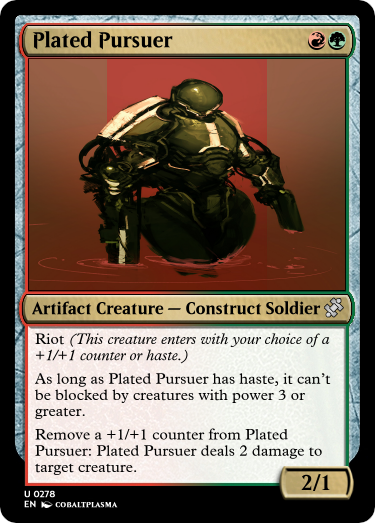 Plated Pursuer
Artifact Creature — Construct Soldier
Riot (This creature enters with your choice of a
+1/+1 counter or haste.)
As long as Plated Pursuer has haste, it can't
be blocked by creatures with power 3 or
greater.
Remove a +1/+1 counter from Plated
Pursuer: Plated Pursuer deals 2 damage to
target creature.
2/1
U 0278
EN COBALTPLASMA